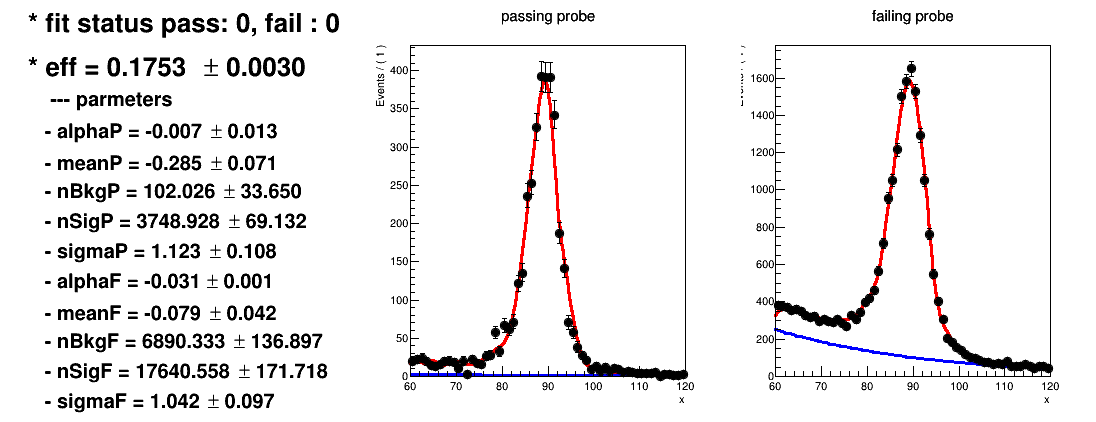 * fit status pass: 0, fail : 0
* eff = 0.1753 ± 0.0030
--- parmeters
- alphaP = -0.007 ± 0.013
- meanP = -0.285 ± 0.071
- nBkgP = 102.026 ± 33.650
- nSigP = 3748.928 ± 69.132
- sigmaP = 1.123 ± 0.108
- alphaF = -0.031 ± 0.001
- meanF = -0.079 ± 0.042
- nBkgF = 6890.333 ± 136.897
- nSigF = 17640.558 ± 171.718
- sigmaF = 1.042 ± 0.097
passing probe
Events / ( 1 )
400
350
300
250
200
150
100
50
0
60 70 80 90 100 110 120
x
failing probe
1600
1400
1200
1000
800
600
400
200
0
60 70 80 90 100 110 120
x